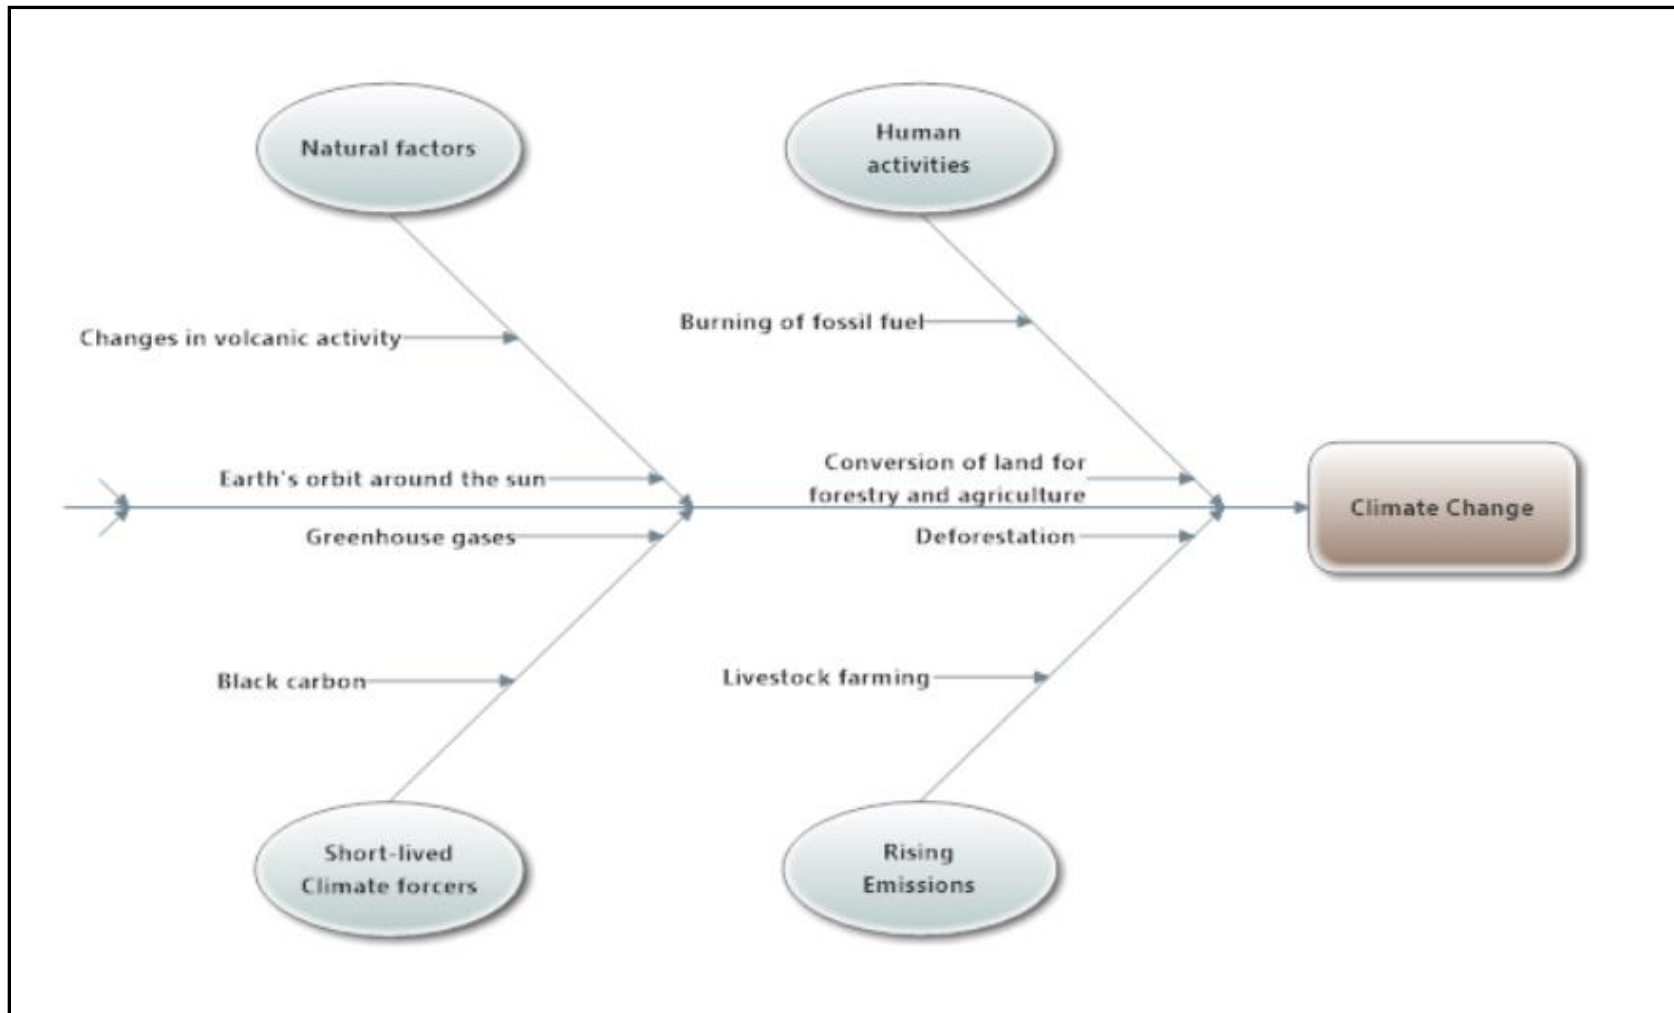 Natural factors
Human
activities
Changes in volcanic activity
Burning of fossil fuel
Earth's orbit around the sun
Conversion of land for
forestry and agriculture
Climate Change
Greenhouse gases
Deforestation
Black carbon
Livestock farming
Short-lived
Climate forcers
Rising
Emissions